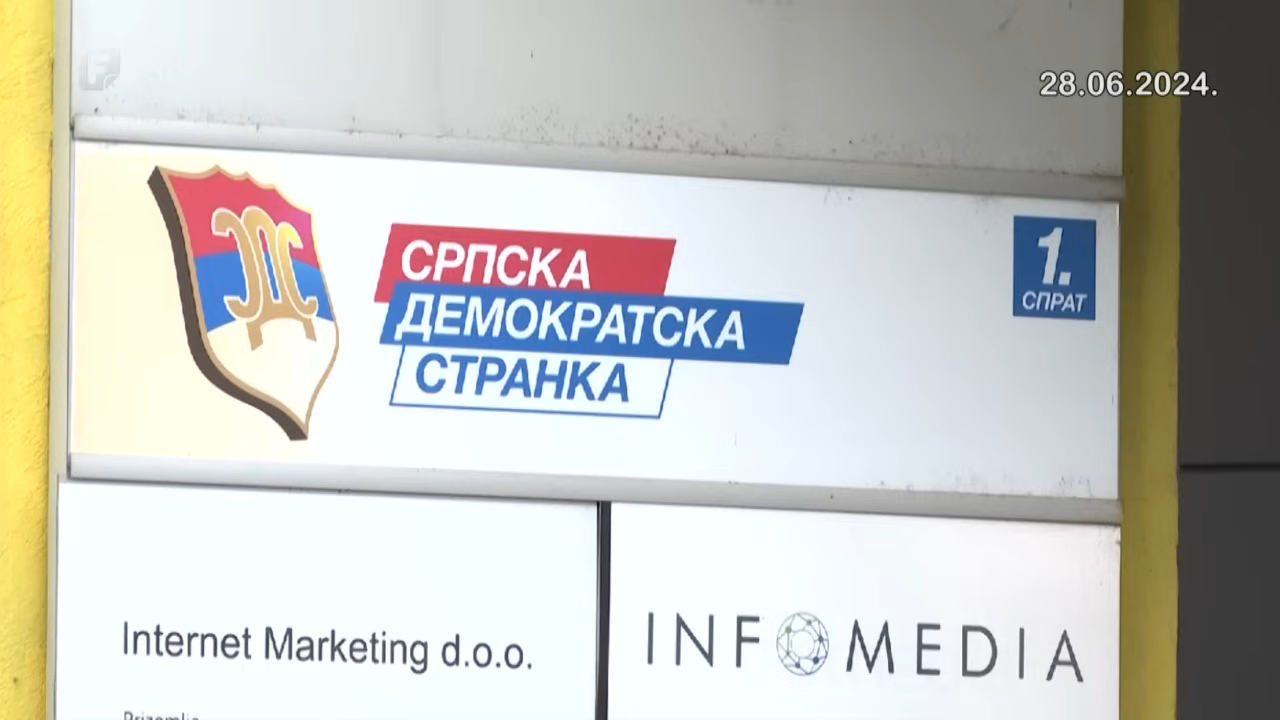 28.06.2024.
СРПСКА
ДЕМОКРАТСКА
СТРАНКА
1.
СПРАТ
Internet Marketing d.o.o.
INFOMEDIA